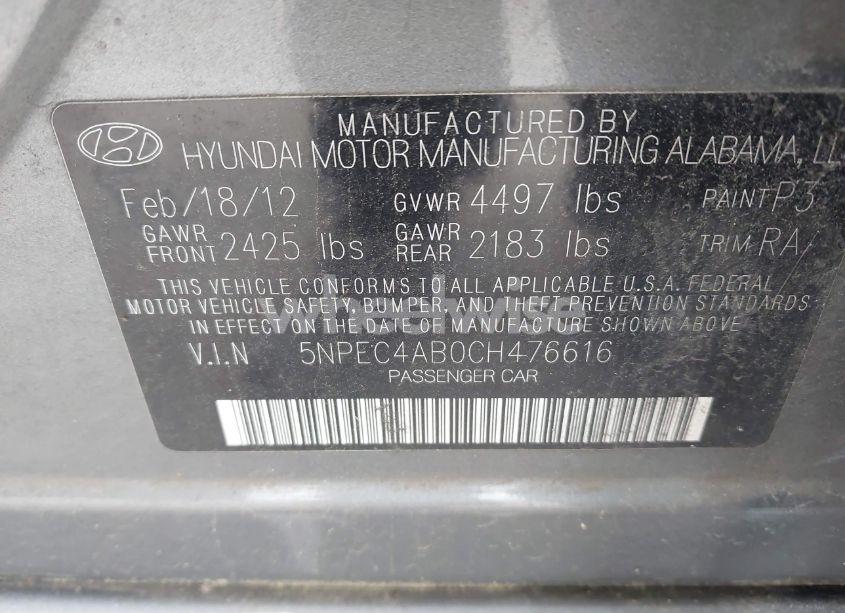 MANUFACTURED BY
HYUNDAI MOTOR MANUFACTURING ALABAMA, LL
Feb/18/12 GVWR 4497 lbs PAINT P3
GAWR FRONT 2425 lbs GAWR REAR 2183 lbs TRIM RA
THIS VEHICLE CONFORMS TO ALL APPLICABLE U.S.A. FEDERAL
MOTOR VEHICLE SAFETY, BUMPER, AND THEFT PREVENTION STANDARDS
IN EFFECT ON THE DATE OF MANUFACTURE SHOWN ABOVE
V.I.N 5NPEC4AB0CH476616
PASSENGER CAR
wheelwise